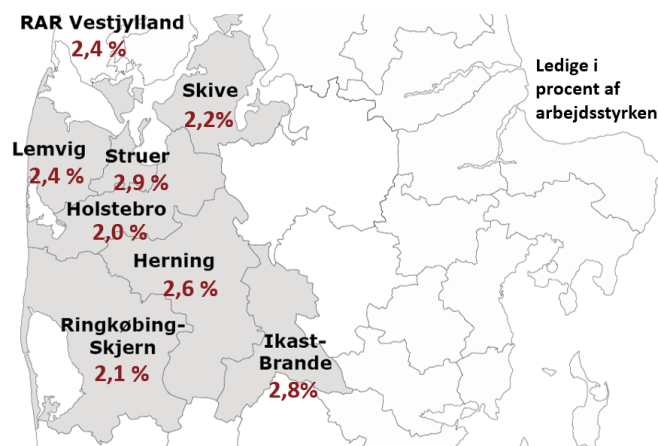 RAR Vestjylland
2,4 %
Skive
2,2%
Ledige i
procent af
arbejdsstyrken
Lemvig
2,4 %
Struer
2,9 %
Holstebro
2,0 %
Herning
2,6 %
Ringkøbing-
Skjern
2,1 %
Ikast-
Brande
2,8%